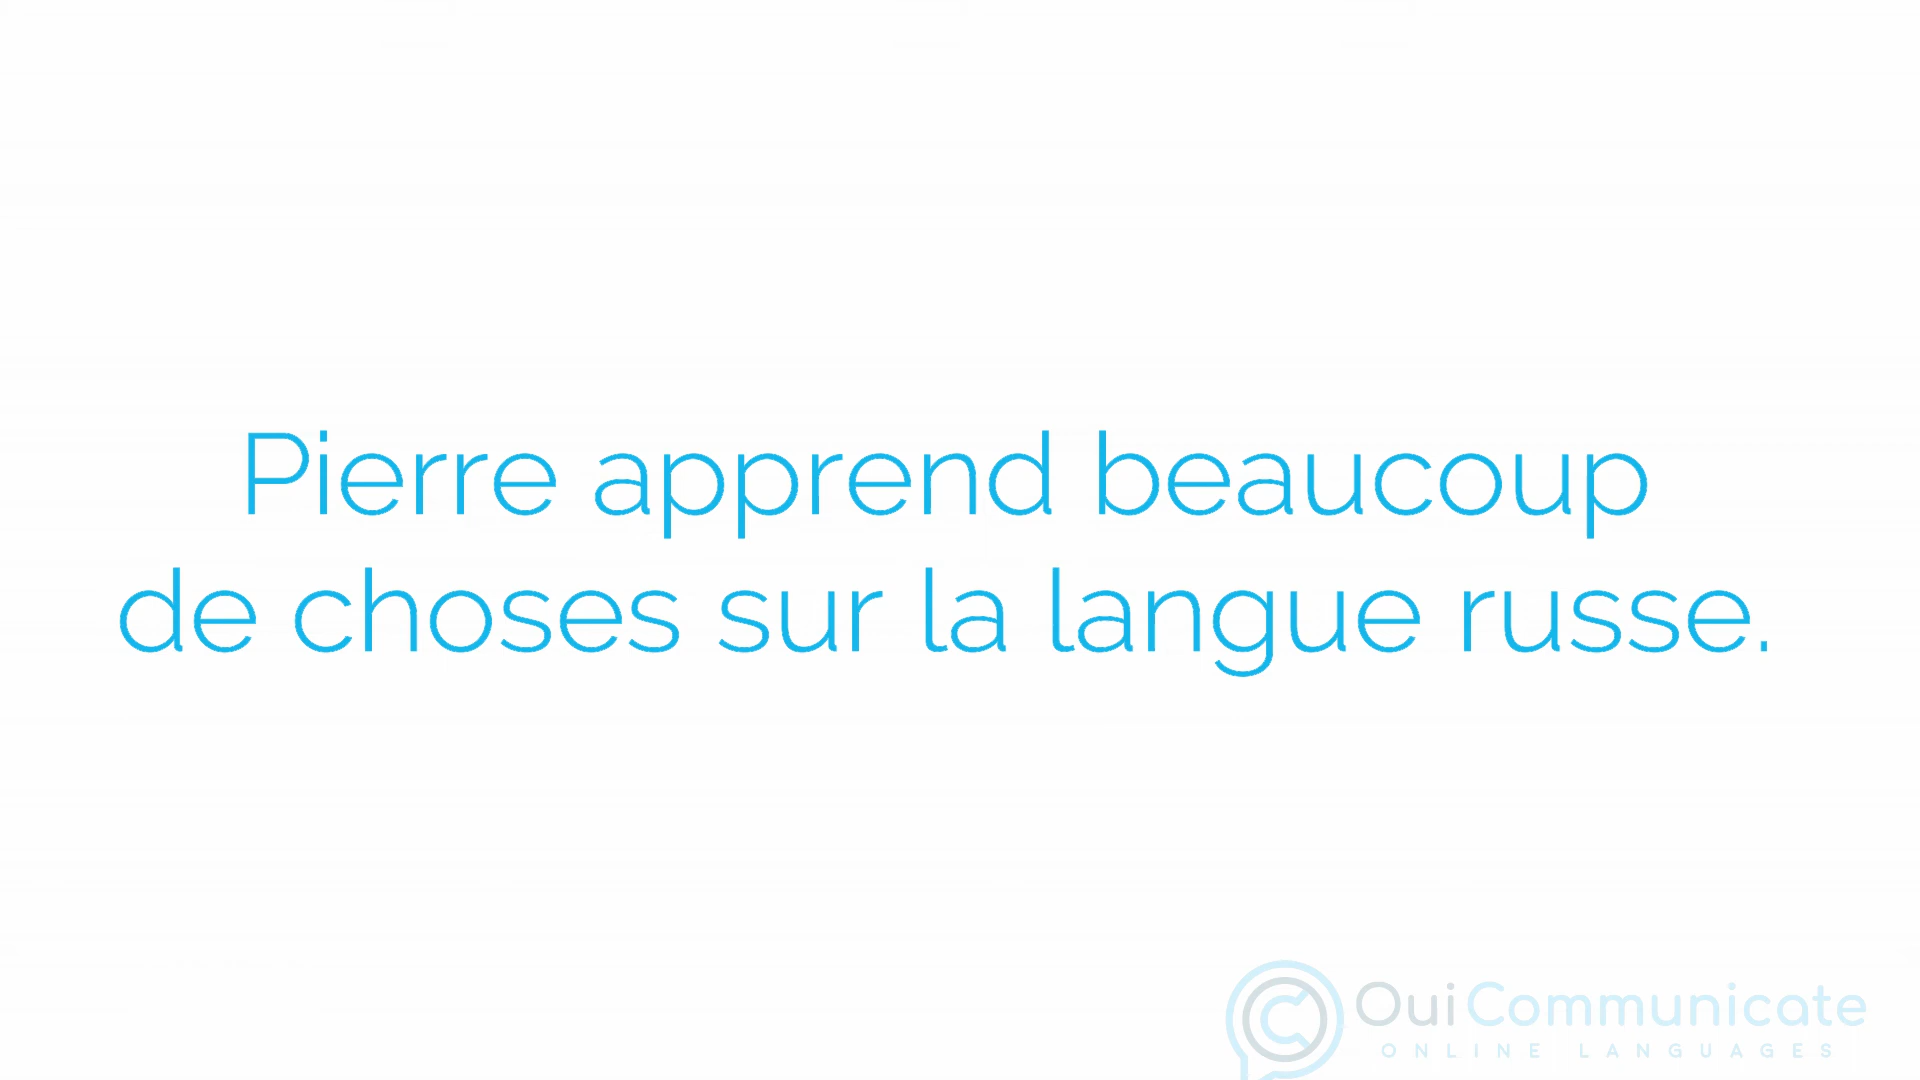 Pierre apprend beaucoup
de choses sur la langue russe.
OuiCommunicate
ONLINE LANGUAGES